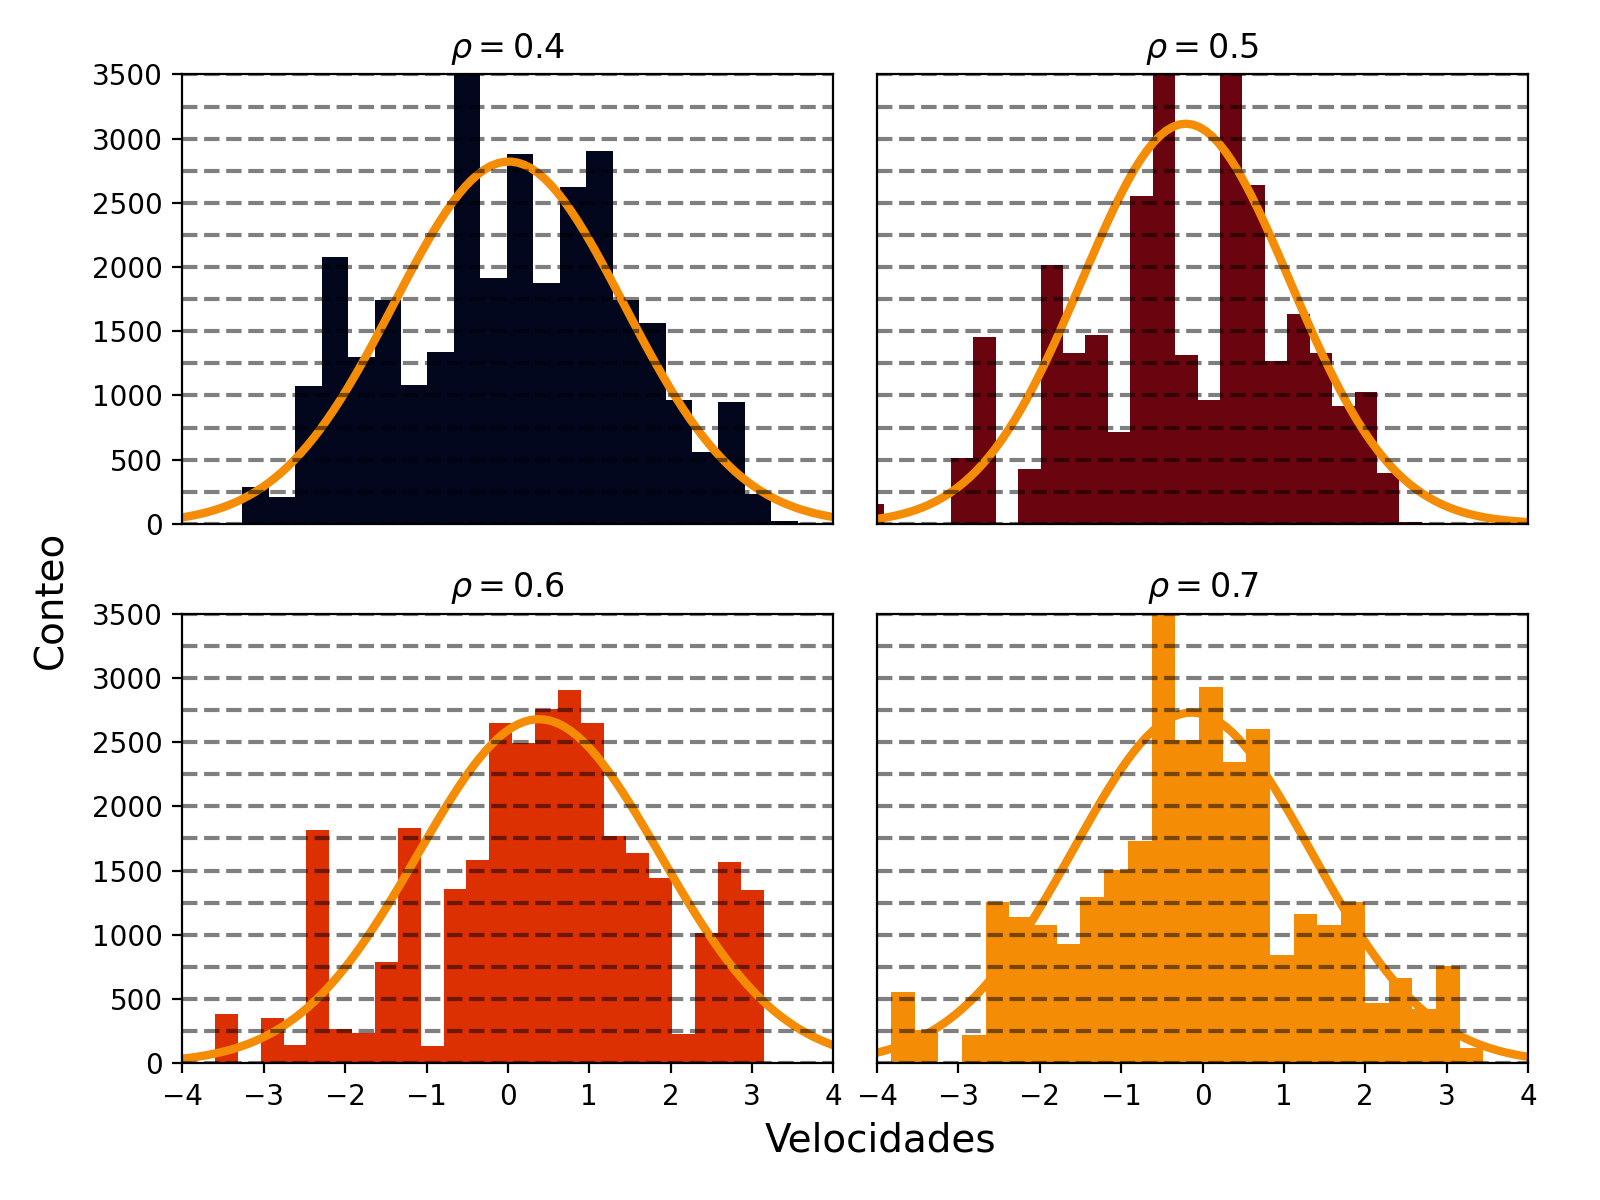 ρ = 0.4
ρ = 0.5
3500
3000
2500
2000
1500
1000
500
0
Conteo
ρ = 0.6
ρ = 0.7
3500
3000
2500
2000
1500
1000
500
0
−4 −3 −2 −1 0 1 2 3 4 −4 −3 −2 −1 0 1 2 3 4
Velocidades